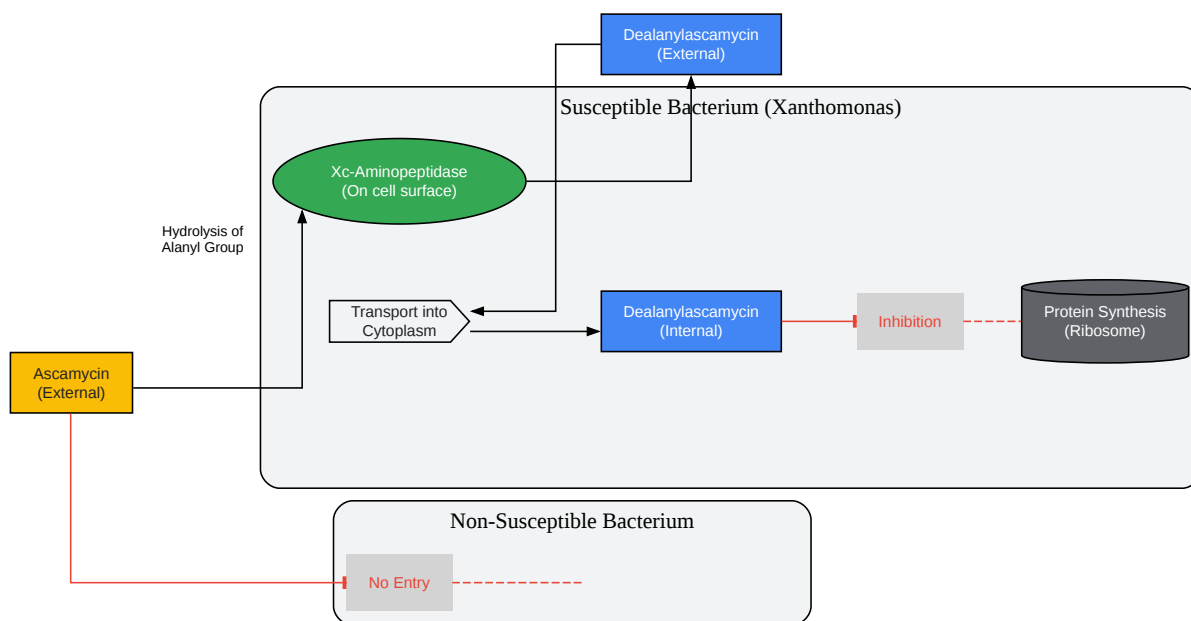 Dealanylascamycin
(External)
Susceptible Bacterium (Xanthomonas)
Xc-Aminopeptidase
(On cell surface)
Hydrolysis of
Alanyl Group
Transport into
Cytoplasm
Dealanylascamycin
(Internal)
Inhibition
Protein Synthesis
(Ribosome)
Ascamycin
(External)
Non-Susceptible Bacterium
No Entry